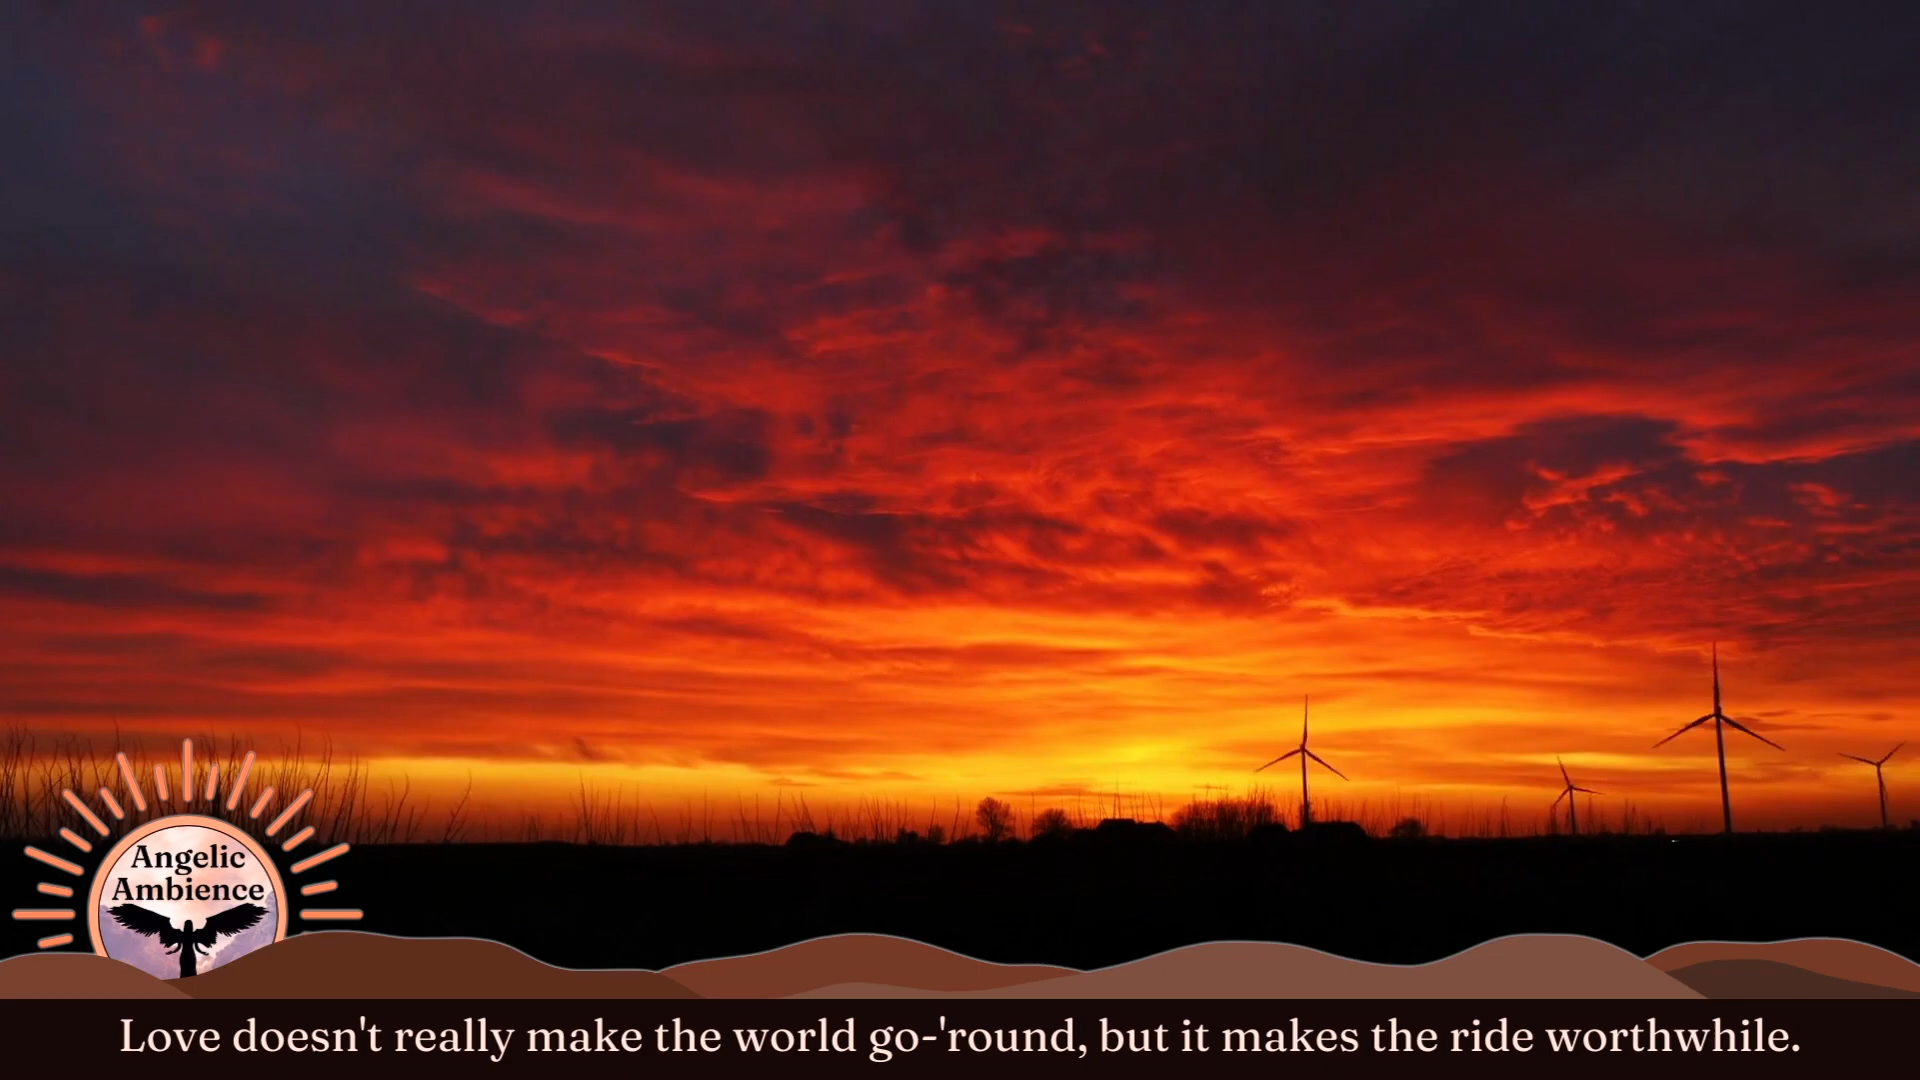 Angelic
Ambience
Love doesn't really make the world go-'round, but it makes the ride worthwhile.